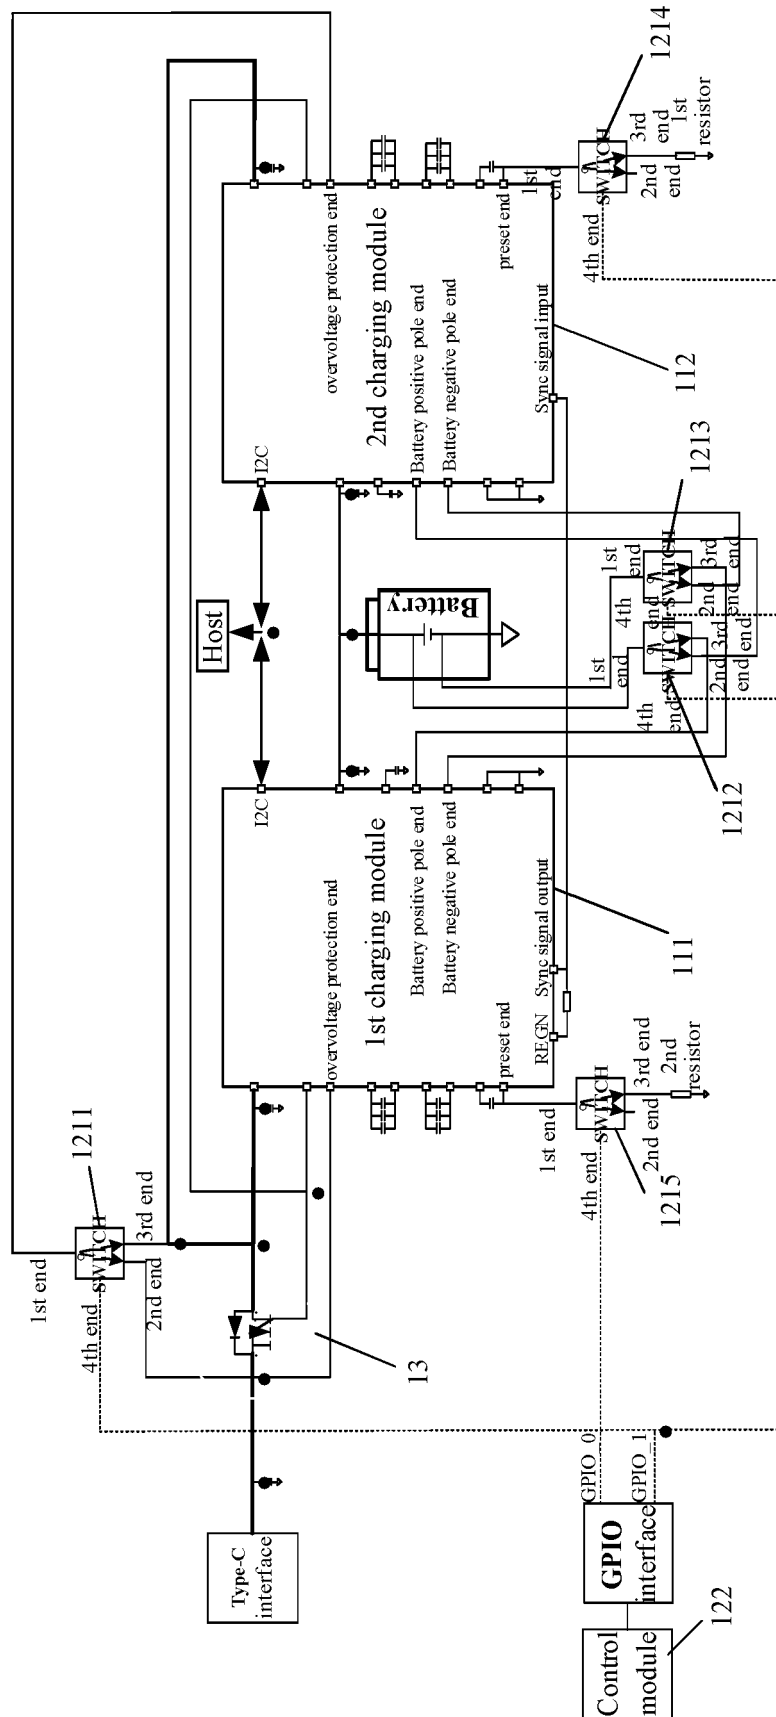 1214
SWITCH
1st
end
2nd
end
3rd
end
4th end
1st
resistor
overvoltage protection end
2nd charging module
Battery positive pole end
Battery negative pole end
preset end
Sync signal input
I2C
112
1213
SWITCH
1st
end
2nd
end
3rd
end
4th
end
Host
Battery
SWITCH
1st
end
2nd
end
3rd
end
4th
end
1212
I2C
overvoltage protection end
1st charging module
Battery positive pole end
Battery negative pole end
preset end
REGN
Sync signal output
111
SWITCH
1st end
2nd end
3rd end
4th end
2nd
resistor
1215
1211
SWITCH
1st end
2nd end
3rd end
4th end
13
Type-C
interface
GPIO_0
GPIO_1
GPIO
interface
Control
module
122